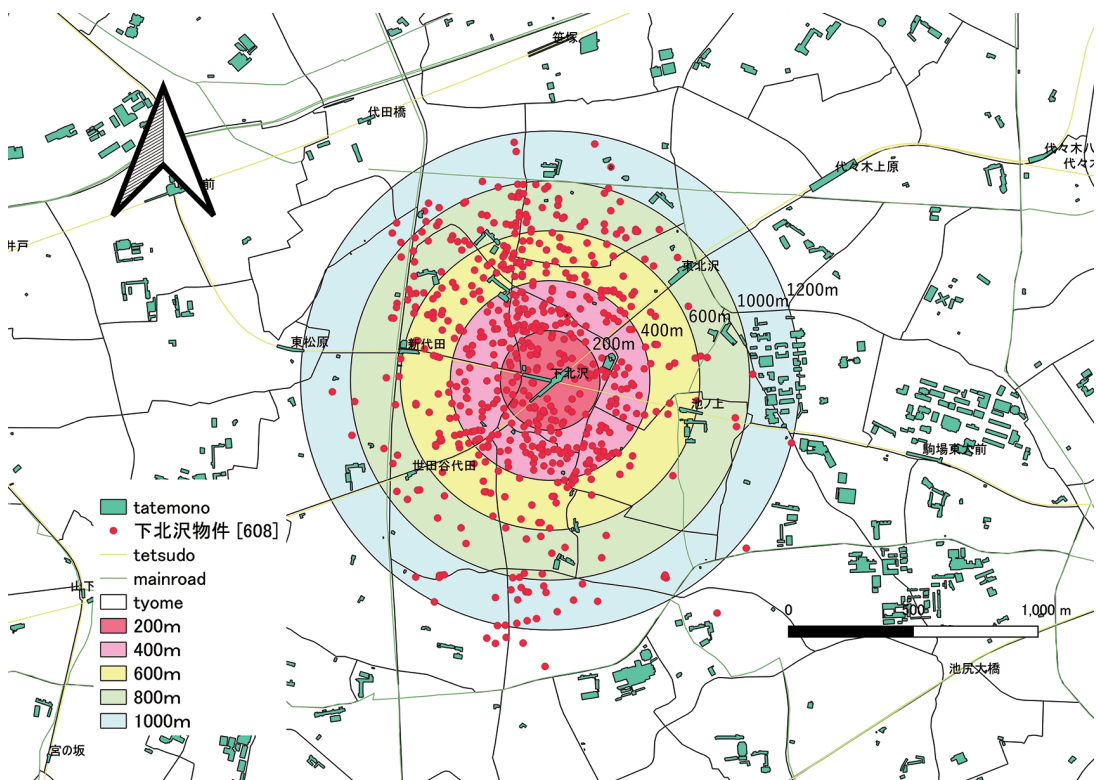 笹塚
代田橋
代々木八
代々木
代々木上原
前
井戸
東北沢
1200m
1000m
600m
400m
200m
東松原
新代田
下北沢
池ノ上
駒場東大前
世田谷代田
tatemono
下北沢物件 [608]
tetsudo
mainroad
tyome
200m
400m
600m
800m
1000m
山下
宮の坂
0
500
1,000 m
池尻大橋